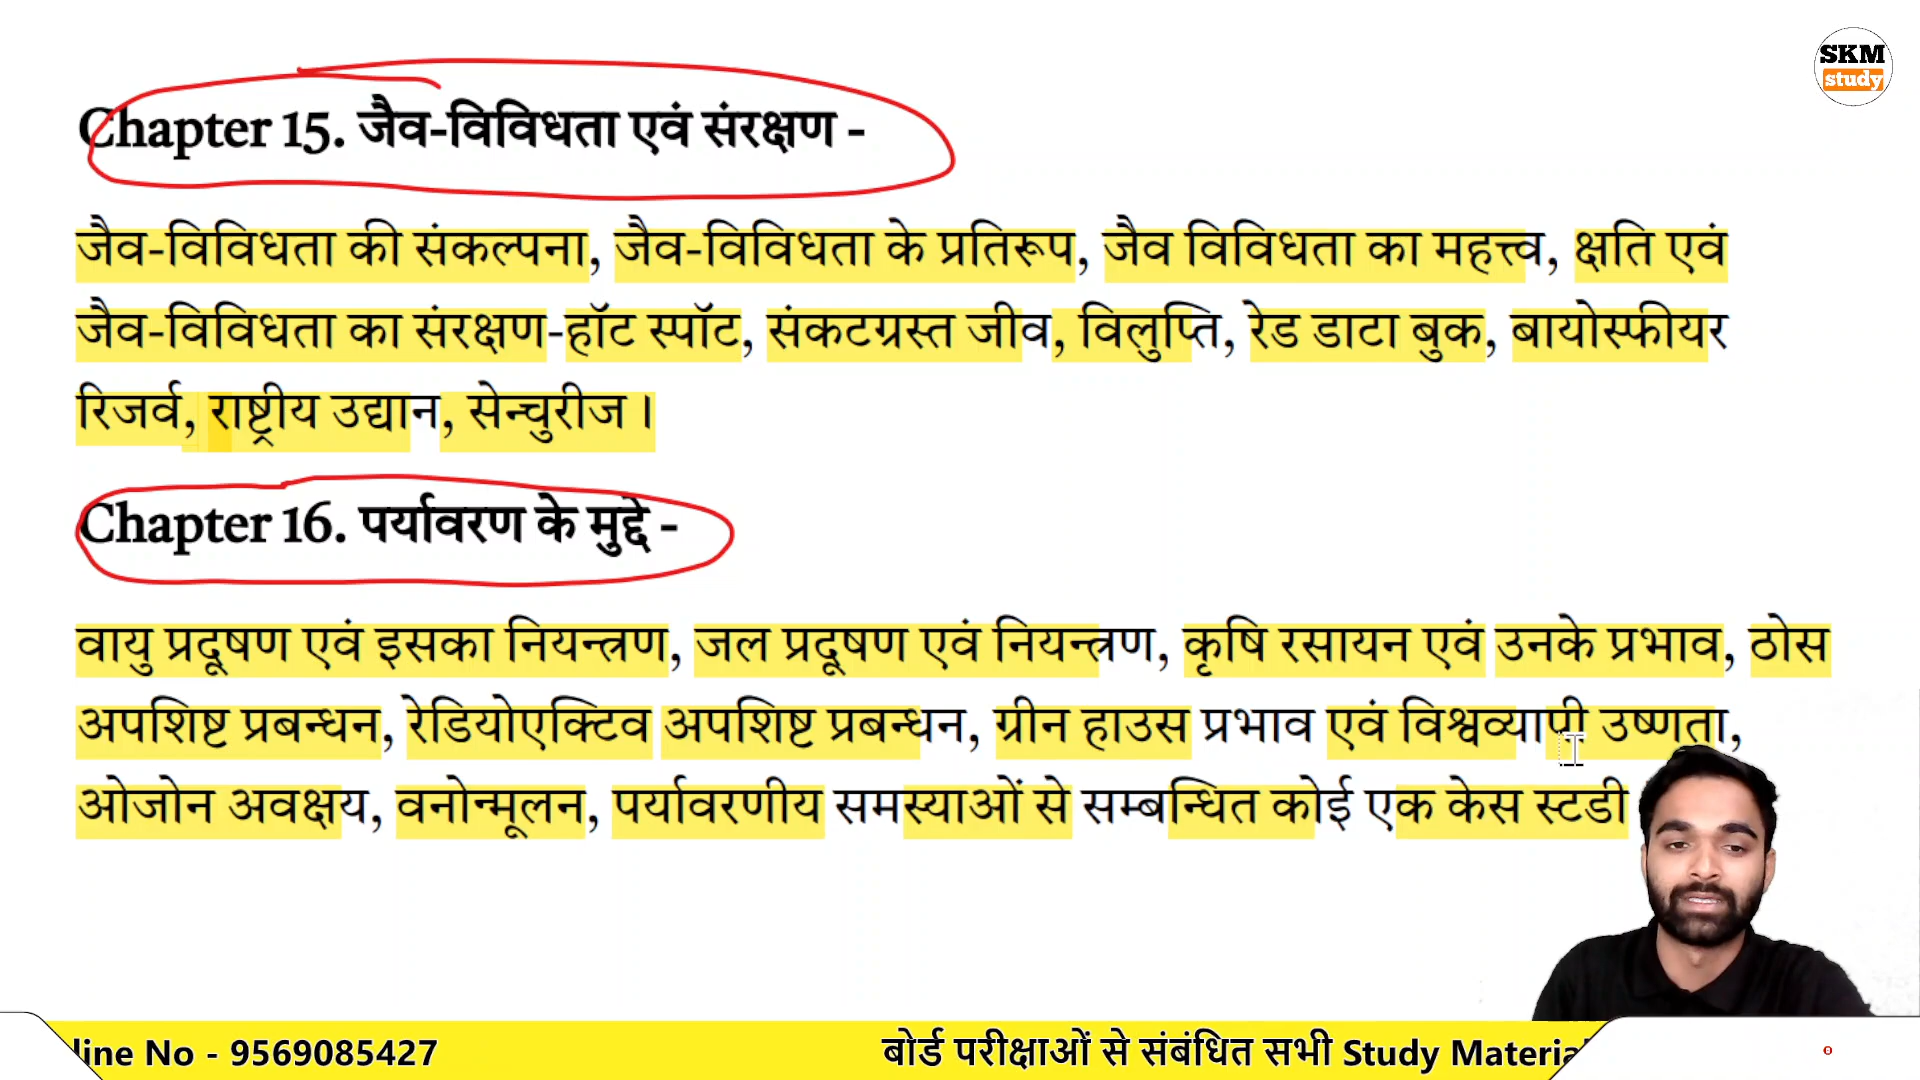 SKM
study
Chapter 15. जैव-विविधता एवं संरक्षण -
जैव-विविधता की संकल्पना, जैव-विविधता के प्रतिरूप, जैव विविधता का महत्त्व, क्षति एवं
जैव-विविधता का संरक्षण-हॉट स्पॉट, संकटग्रस्त जीव, विलुप्ति, रेड डाटा बुक, बायोस्फीयर
रिजर्व, राष्ट्रीय उद्यान, सेन्चुरीज।
Chapter 16. पर्यावरण के मुद्दे -
वायु प्रदूषण एवं इसका नियन्त्रण, जल प्रदूषण एवं नियन्त्रण, कृषि रसायन एवं उनके प्रभाव, ठोस
अपशिष्ट प्रबन्धन, रेडियोएक्टिव अपशिष्ट प्रबन्धन, ग्रीन हाउस प्रभाव एवं विश्वव्यापी उष्णता,
ओजोन अवक्षय, वनोन्मूलन, पर्यावरणीय समस्याओं से सम्बन्धित कोई एक केस स्टडी
line No - 9569085427 बोर्ड परीक्षाओं से संबंधित सभी Study Material